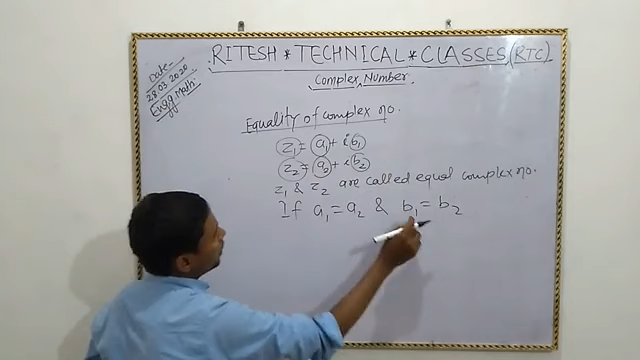 RITESH * TECHNICAL * CLASSES, (RTC)
Complex Number
Date-
28.03.2020
Engg. Math.
Equality of complex no.
z₁ = a₁ + ib₁
z₂ = a₂ + ib₂
z₁ & z₂ are called equal complex no.
If a₁ = a₂ & b₁ = b₂